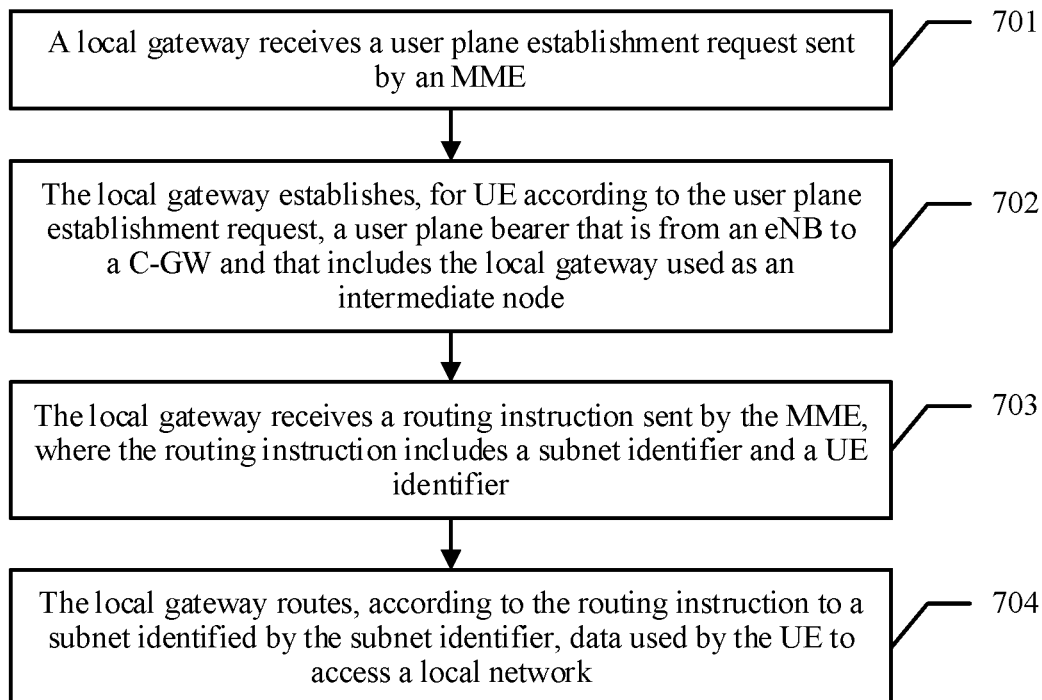 A local gateway receives a user plane establishment request sent
by an MME
701
The local gateway establishes, for UE according to the user plane
establishment request, a user plane bearer that is from an eNB to
a C-GW and that includes the local gateway used as an
intermediate node
702
The local gateway receives a routing instruction sent by the MME,
where the routing instruction includes a subnet identifier and a UE
identifier
703
The local gateway routes, according to the routing instruction to a
subnet identified by the subnet identifier, data used by the UE to
access a local network
704